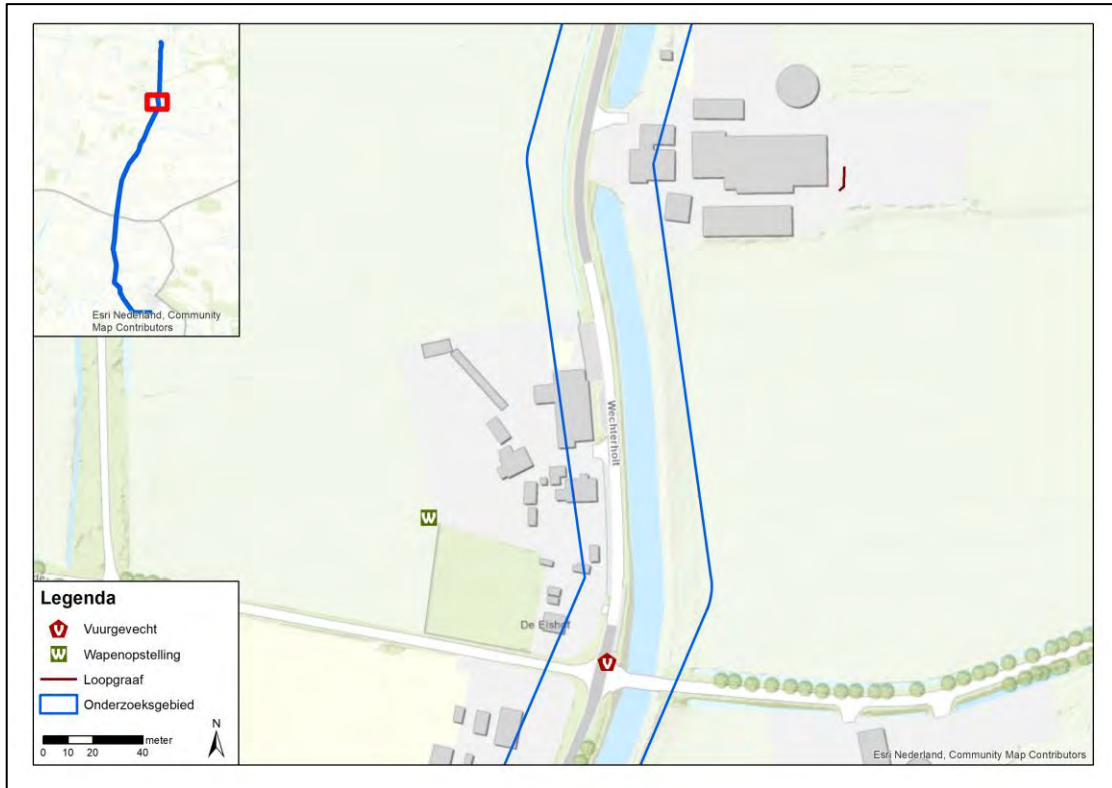 Esri Nederland, Community
Map Contributors
Wechterholt
W
De Elshof
V
Legenda
V Vuurgevecht
W Wapenopstelling
Loopgraaf
Onderzoeksgebied
N
meter
0 10 20 40
Esri Nederland, Community Map Contributors